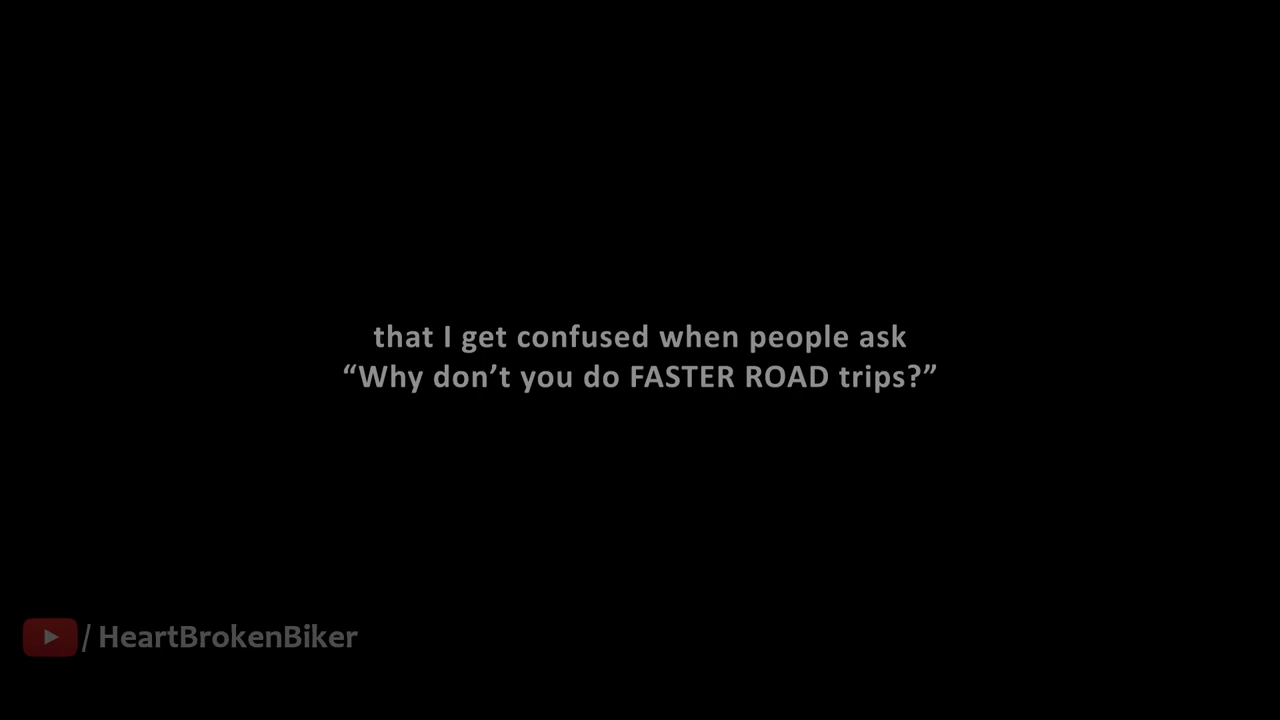 that I get confused when people ask
“Why don’t you do FASTER ROAD trips?”
/ HeartBrokenBiker